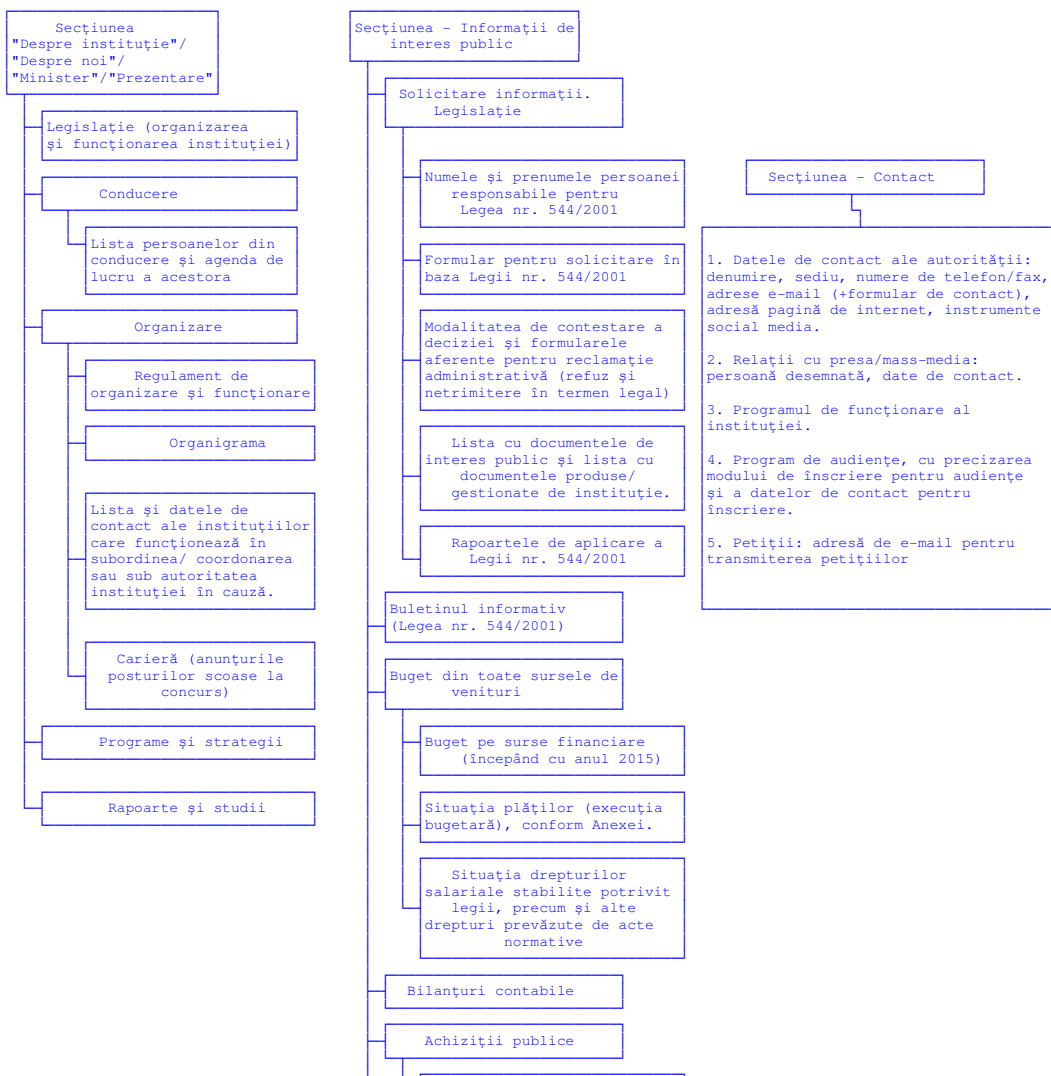 Secţiunea
"Despre instituţie"/
"Despre noi"/
"Minister"/"Prezentare"
Legislaţie (organizarea
şi funcţionarea instituţiei)
Conducere
Lista persoanelor din
conducere şi agenda de
lucru a acestora
Organizare
Regulament de
organizare şi funcţionare
Organigrama
Lista şi datele de
contact ale instituţiilor
care funcţionează în
subordinea/ coordonarea
sau sub autoritatea
instituţiei în cauză.
Carieră (anunţurile
posturilor scoase la
concurs)
Programe şi strategii
Rapoarte şi studii
Secţiunea - Informaţii de
interes public
Solicitare informaţii.
Legislaţie
Numele şi prenumele persoanei
responsabile pentru
Legea nr. 544/2001
Formular pentru solicitare în
baza Legii nr. 544/2001
Modalitatea de contestare a
deciziei şi formularele
aferente pentru reclamaţie
administrativă (refuz şi
netrimitere în termen legal)
Lista cu documentele de
interes public şi lista cu
documentele produse/
gestionate de instituţie.
Rapoartele de aplicare a
Legii nr. 544/2001
Buletinul informativ
(Legea nr. 544/2001)
Buget din toate sursele de
venituri
Buget pe surse financiare
(începând cu anul 2015)
Situaţia plăţilor (execuţia
bugetară), conform Anexei.
Situaţia drepturilor
salariale stabilite potrivit
legii, precum şi alte
drepturi prevăzute de acte
normative
Bilanţuri contabile
Achiziţii publice
Secţiunea - Contact
1. Datele de contact ale autorităţii:
denumire, sediu, numere de telefon/fax,
adrese e-mail (+formular de contact),
adresă pagină de internet, instrumente
social media.
2. Relaţii cu presa/mass-media:
persoană desemnată, date de contact.
3. Programul de funcţionare al
instituţiei.
4. Program de audienţe, cu precizarea
modului de înscriere pentru audienţe
şi a datelor de contact pentru
înscriere.
5. Petiţii: adresă de e-mail pentru
transmiterea petiţiilor